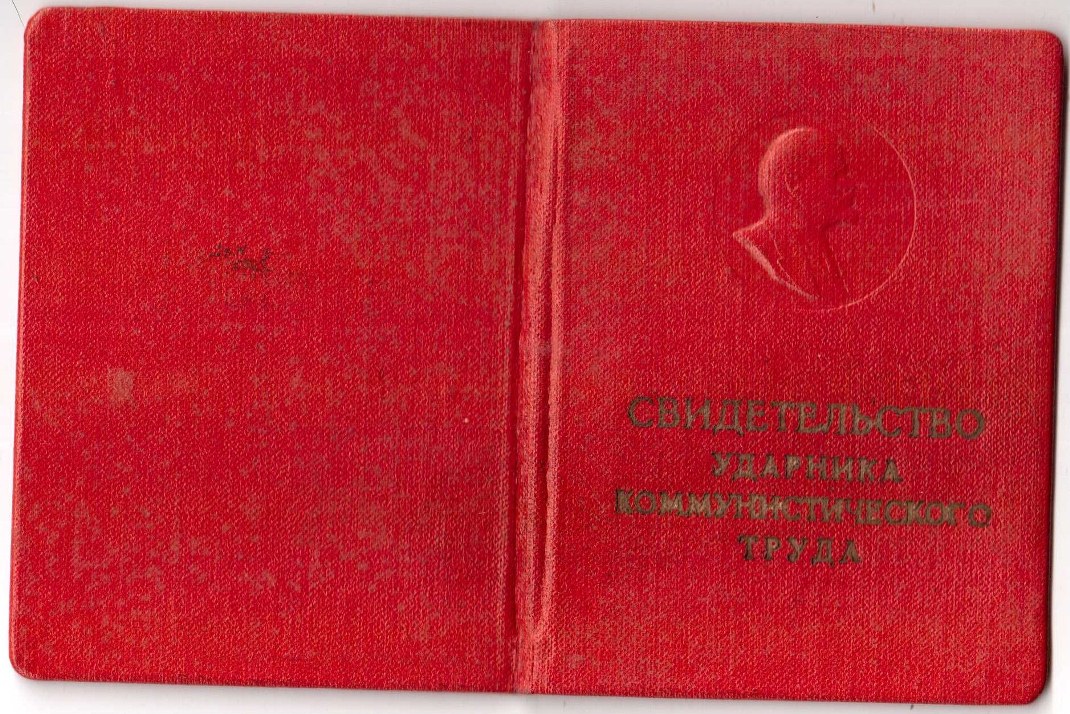 СВИДЕТЕЛЬСТВО
УДАРНИКА
КОММУНИСТИЧЕСКОГО
ТРУДА